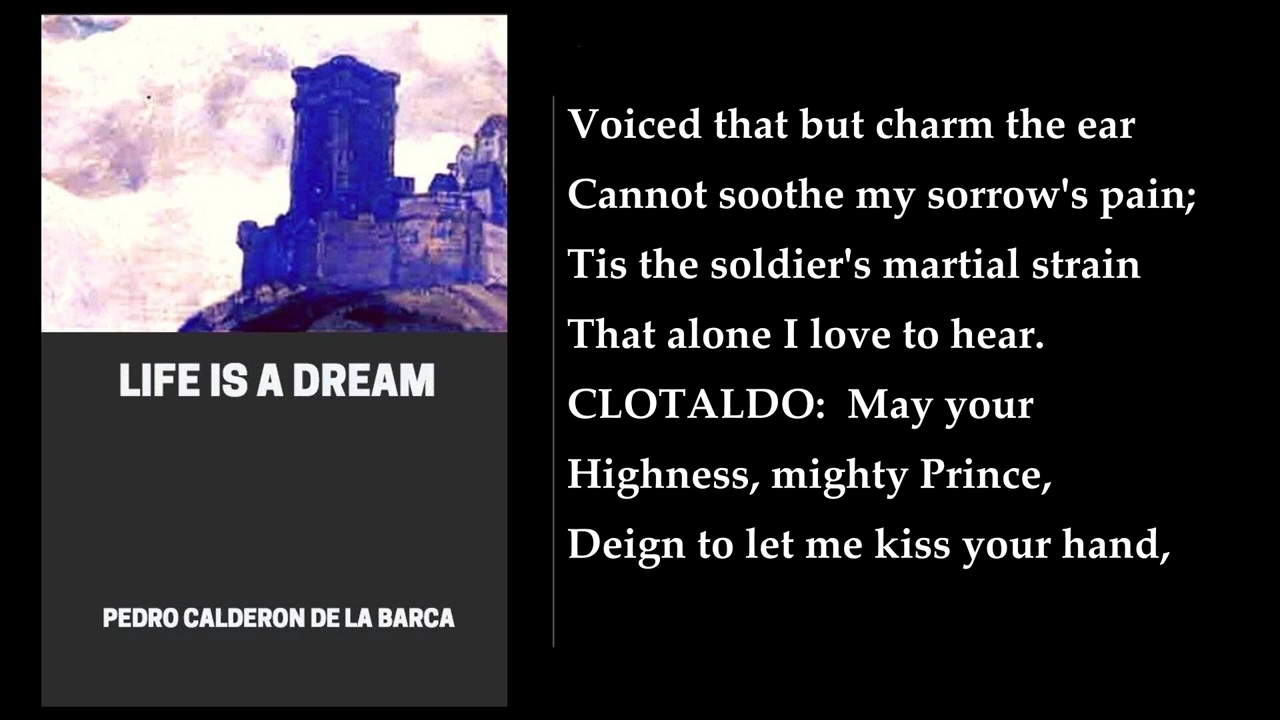 LIFE IS A DREAM
PEDRO CALDERON DE LA BARCA
Voiced that but charm the ear
Cannot soothe my sorrow's pain;
Tis the soldier's martial strain
That alone I love to hear.
CLOTALDO:  May your
Highness, mighty Prince,
Deign to let me kiss your hand,